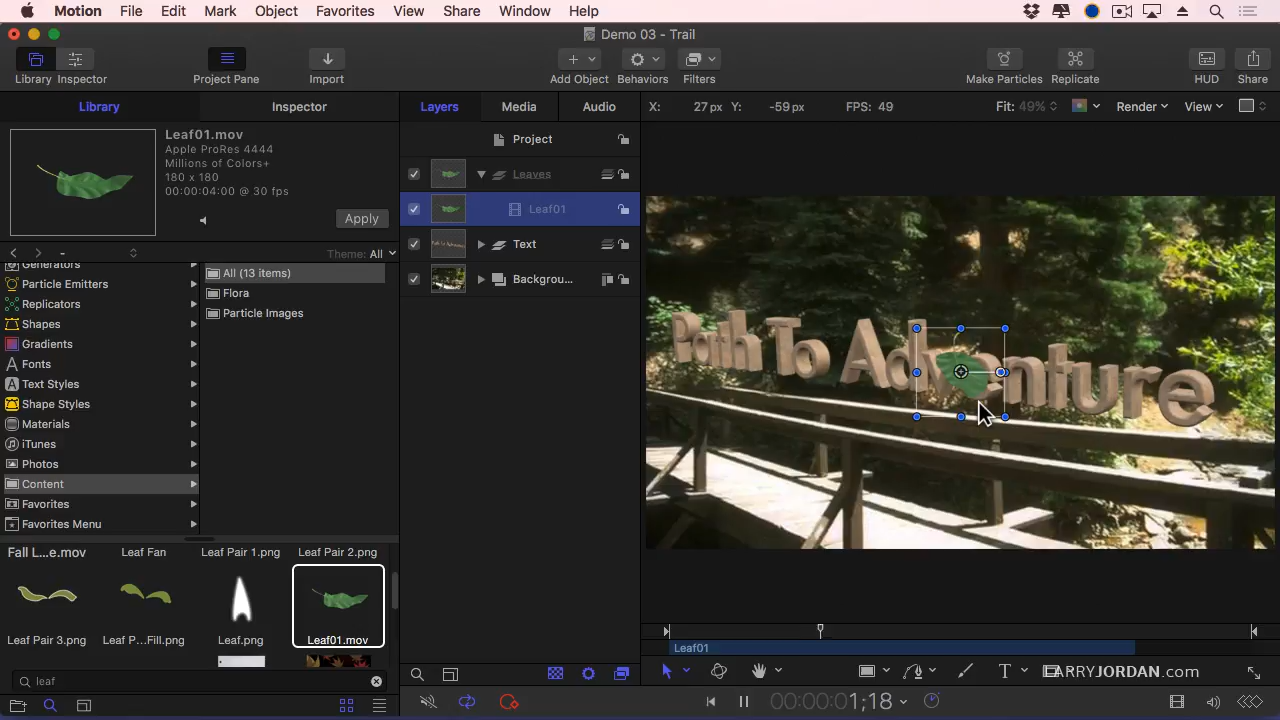 Motion File Edit Mark Object Favorites View Share Window Help
Demo 03 - Trail
Library Inspector Project Pane Import Add Object Behaviors Filters Make Particles Replicate HUD Share
Library Inspector Layers Media Audio X: 27 px Y: -59 px FPS: 49 Fit: 49% Render View
Leaf01.mov
Apple ProRes 4444
Millions of Colors+
180 x 180
00:00:04:00 @ 30 fps
Apply
- Theme: All
Generators
Particle Emitters
Replicators
Shapes
Gradients
Fonts
Text Styles
Shape Styles
Materials
iTunes
Photos
Content
Favorites
Favorites Menu
All (13 items)
Flora
Particle Images
Fall L...e.mov Leaf Fan Leaf Pair 1.png Leaf Pair 2.png
Leaf Pair 3.png Leaf P...Fill.png Leaf.png Leaf01.mov
leaf
Project
Leaves
Leaf01
Text
Backgrou...
Path To Adventure
Leaf01
T LARRYJORDAN.com
00:00:01;18